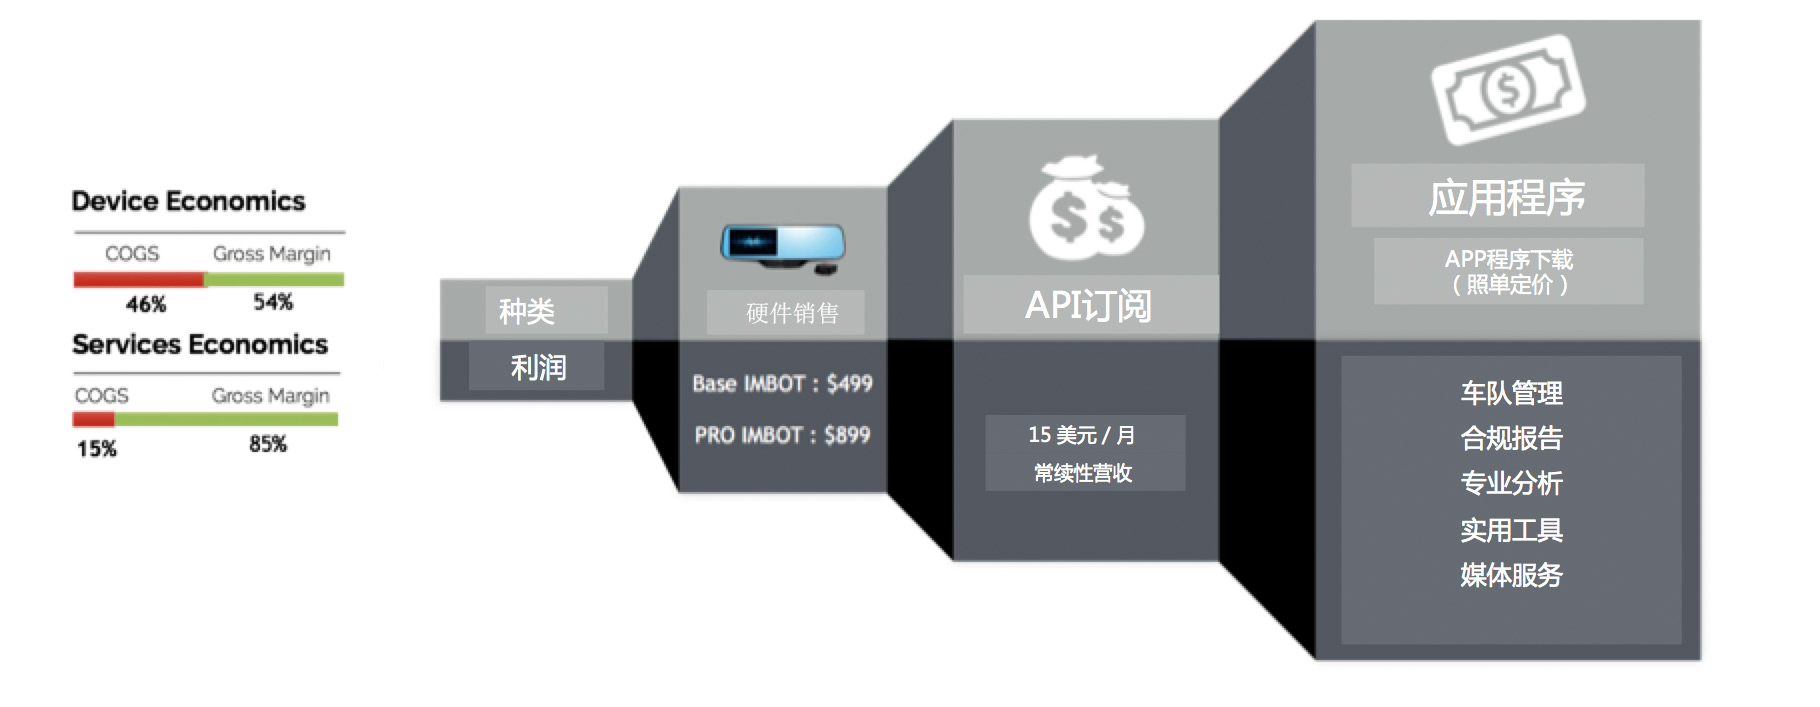 Device Economics
COGS Gross Margin
46% 54%
Services Economics
COGS Gross Margin
15% 85%
种类
利润
硬件销售
Base IMBOT : $499
PRO IMBOT : $899
$ $
API订阅
15 美元 / 月
常续性营收
$
应用程序
APP程序下载
（照单定价）
车队管理
合规报告
专业分析
实用工具
媒体服务